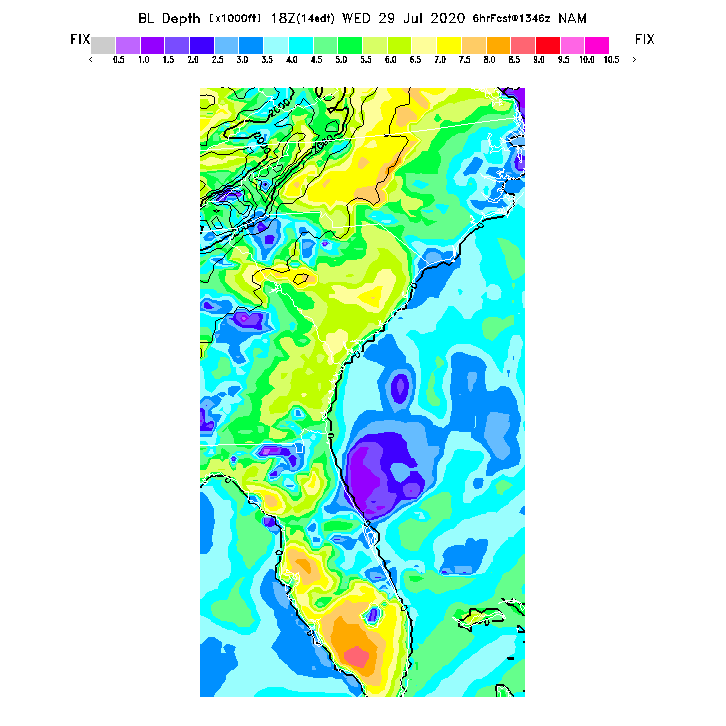 BL Depth [x1000ft] 18Z(14edt) WED 29 Jul 2020 6hrFcst@1346z NAM
FIX FIX
< 0.5 1.0 1.5 2.0 2.5 3.0 3.5 4.0 4.5 5.0 5.5 6.0 6.5 7.0 7.5 8.0 8.5 9.0 9.5 10.0 10.5 >
2000